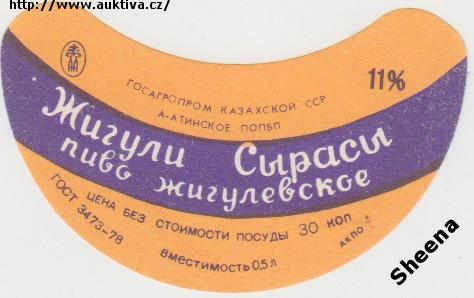 http://www.auktiva.cz/
11%
ГОСАГРОПРОМ КАЗАХСКОЙ ССР
А-АТИНСКОЕ ПОПБП
Жигули Сырасы
пиво жигулевское
ЦЕНА БЕЗ СТОИМОСТИ ПОСУДЫ 30 КОП
ГОСТ 3473-78
АКПО
Вместимость 0,5 л
Sheena